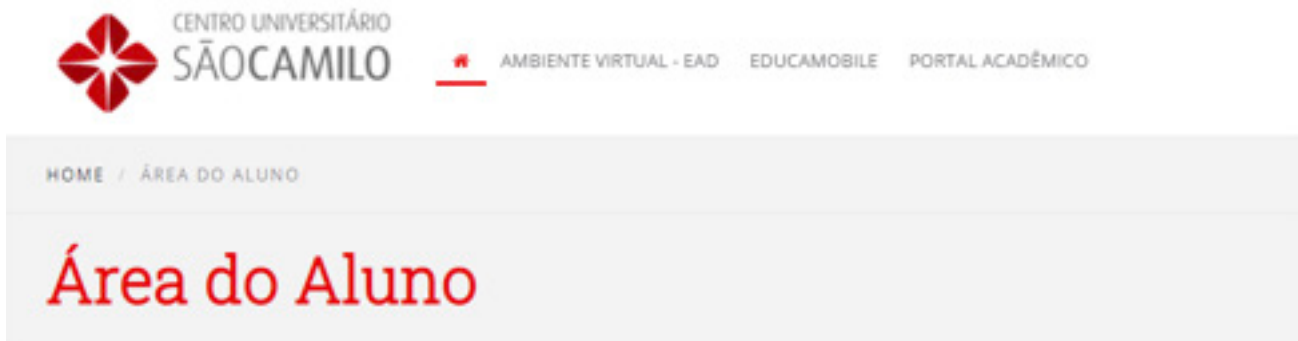 CENTRO UNIVERSITÁRIO
SÃOCAMILO
AMBIENTE VIRTUAL - EAD EDUCAMOBILE PORTAL ACADÊMICO
HOME / ÁREA DO ALUNO
Área do Aluno